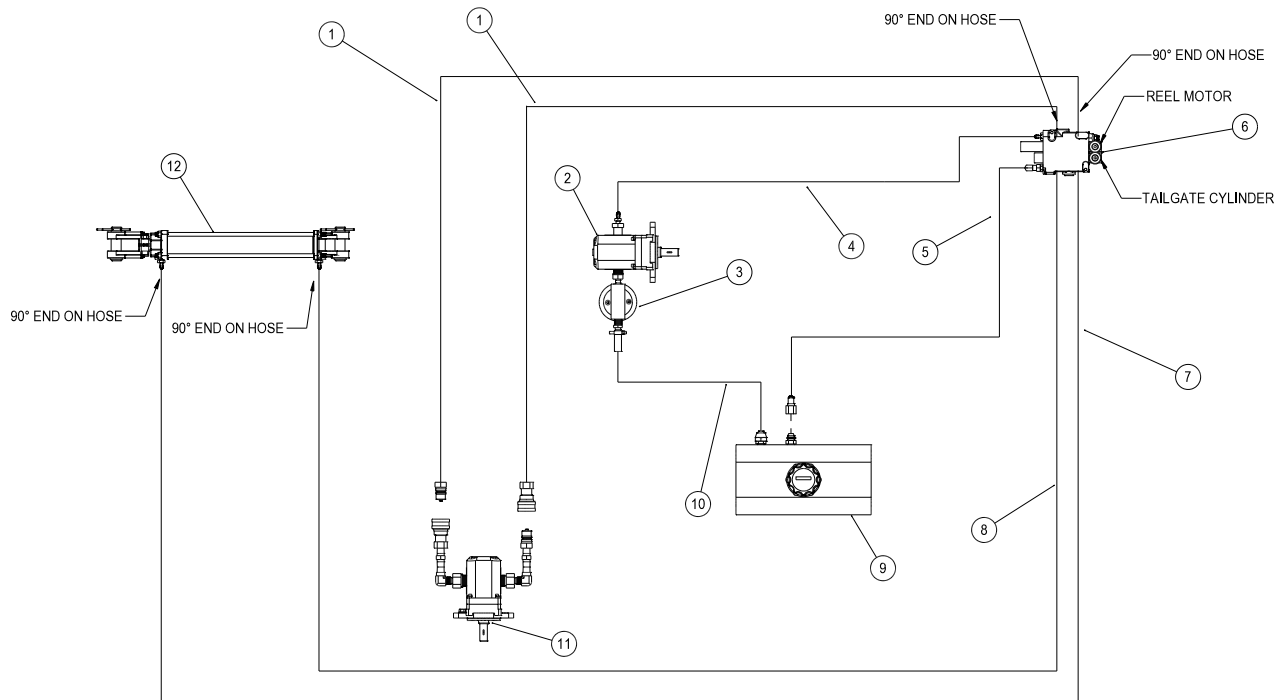 90° END ON HOSE
1
1
90° END ON HOSE
REEL MOTOR
6
12
2
TAILGATE CYLINDER
4
5
3
90° END ON HOSE
90° END ON HOSE
7
10
8
9
11